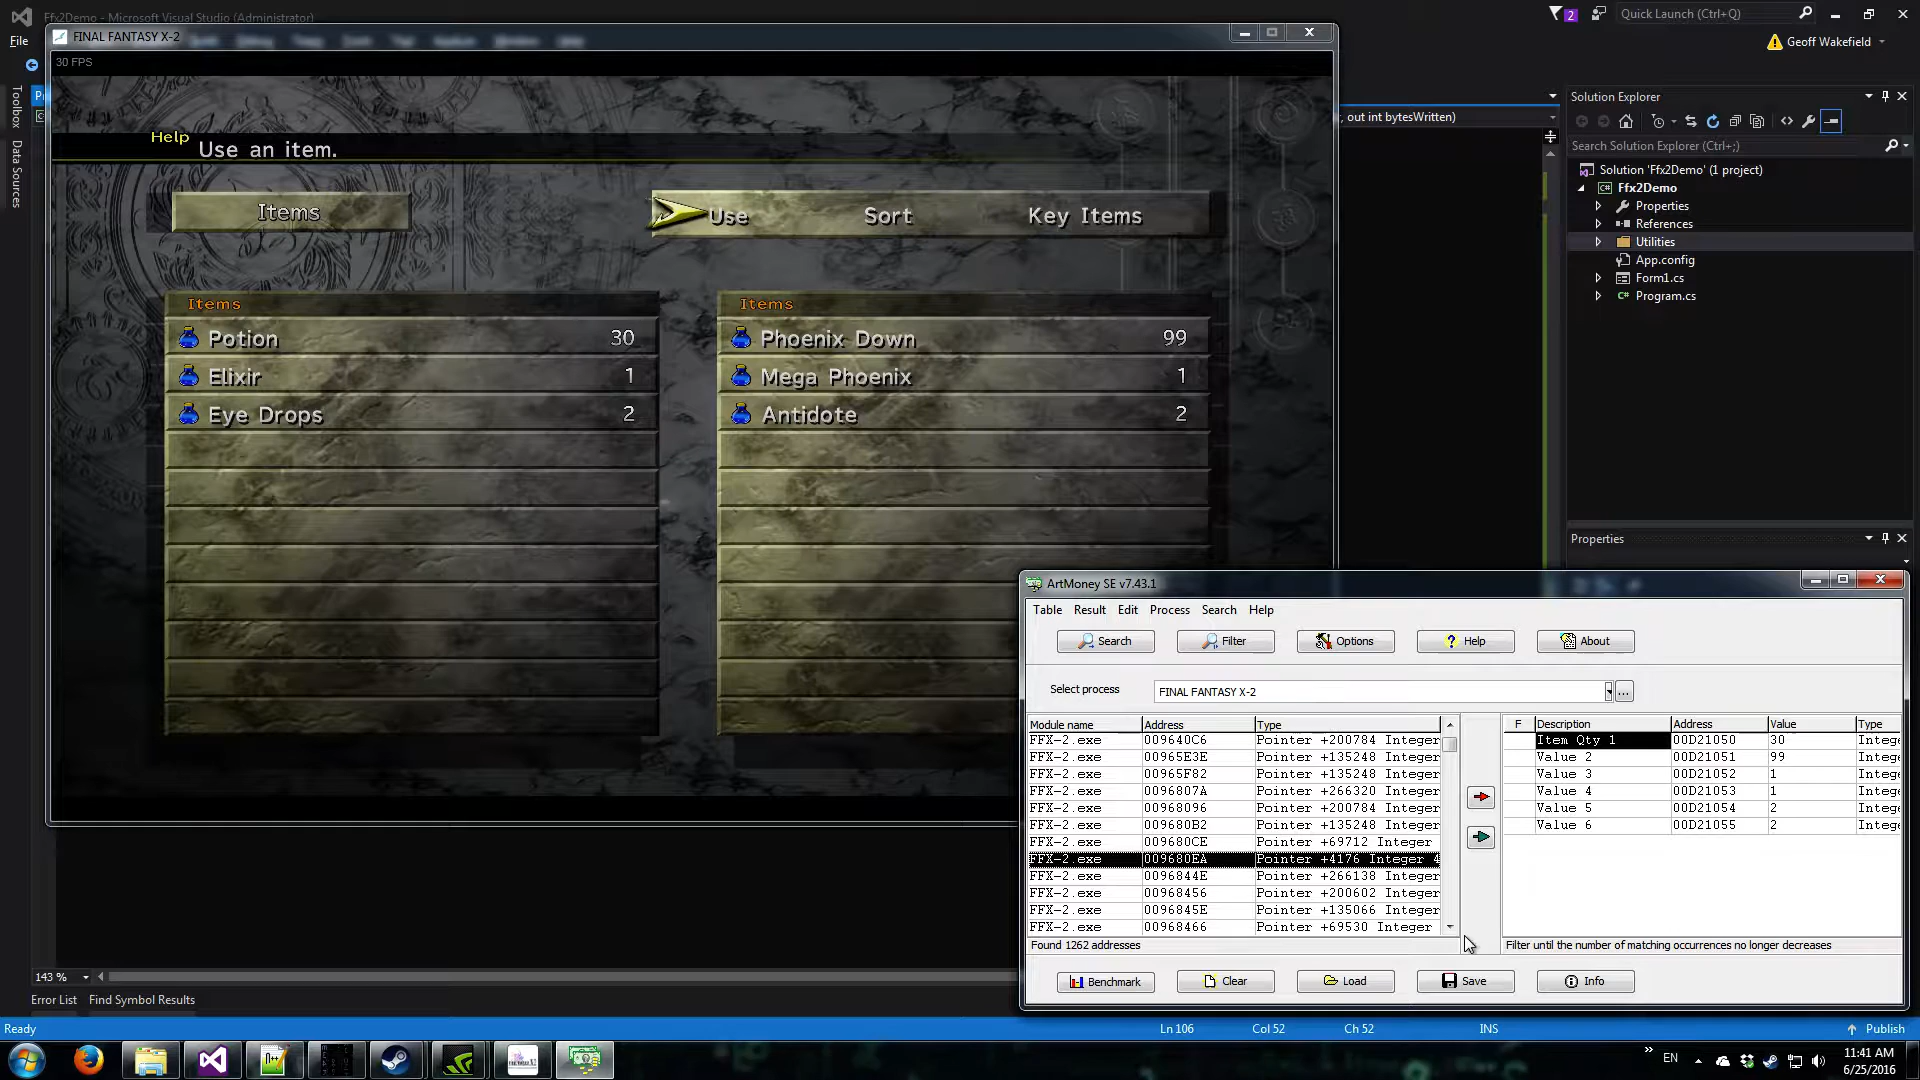 Ffx2Demo - Microsoft Visual Studio (Administrator)
2
Quick Launch (Ctrl+Q)
File
Geoff Wakefield
FINAL FANTASY X-2
30 FPS
Help
Use an item.
Items
Use
Sort
Key Items
Items
Items
Potion 30
Phoenix Down 99
Elixir 1
Mega Phoenix 1
Eye Drops 2
Antidote 2
Toolbox
Data Sources
, out int bytesWritten)
Solution Explorer
Search Solution Explorer (Ctrl+;)
Solution 'Ffx2Demo' (1 project)
Ffx2Demo
Properties
References
Utilities
App.config
Form1.cs
Program.cs
Properties
ArtMoney SE v7.43.1
Table Result Edit Process Search Help
Search Filter Options Help About
Select process
FINAL FANTASY X-2
...
Module name Address Type
FFX-2.exe 009640C6 Pointer +200784 Integer
FFX-2.exe 00965E3E Pointer +135248 Integer
FFX-2.exe 00965F82 Pointer +135248 Integer
FFX-2.exe 0096807A Pointer +266320 Integer
FFX-2.exe 00968096 Pointer +200784 Integer
FFX-2.exe 009680B2 Pointer +135248 Integer
FFX-2.exe 009680CE Pointer +69712 Integer
FFX-2.exe 009680EA Pointer +4176 Integer 4
FFX-2.exe 0096844E Pointer +266138 Integer
FFX-2.exe 00968456 Pointer +200602 Integer
FFX-2.exe 0096845E Pointer +135066 Integer
FFX-2.exe 00968466 Pointer +69530 Integer
Found 1262 addresses
F Description Address Value Type
Item Qty 1 00D21050 30 Intege
Value 2 00D21051 99 Intege
Value 3 00D21052 1 Intege
Value 4 00D21053 1 Intege
Value 5 00D21054 2 Intege
Value 6 00D21055 2 Intege
Filter until the number of matching occurrences no longer decreases
Benchmark Clear Load Save Info
143 %
Error List Find Symbol Results
Ready
Ln 106 Col 52 Ch 52 INS
Publish
EN
11:41 AM
6/25/2016